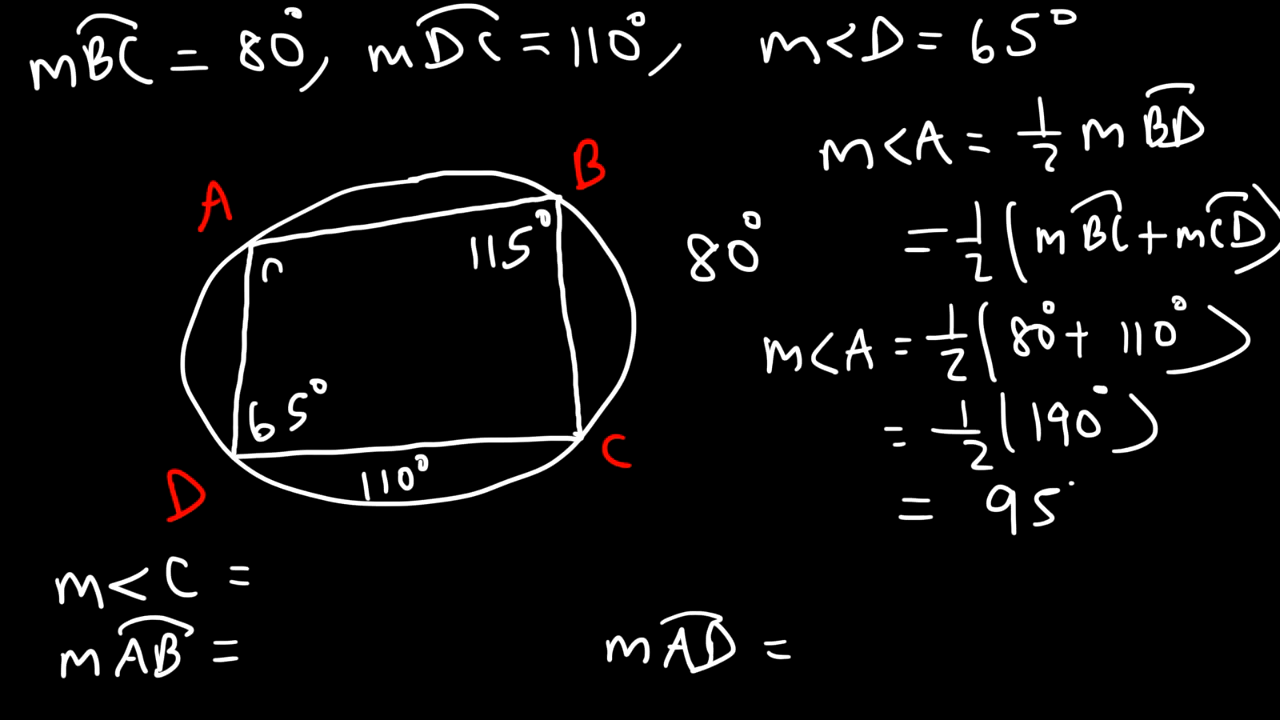 mBC⌢ = 80°, mDC⌢ = 110°, m<D = 65°
m<A = 1/2 mBD⌢
A
B
115°
80°
= 1/2 (mBC⌢ + mCD⌢)
m<A = 1/2 (80° + 110°)
65°
= 1/2 (190°)
D
110°
C
= 95°
m<C =
mAB⌢ =
mAD⌢ =